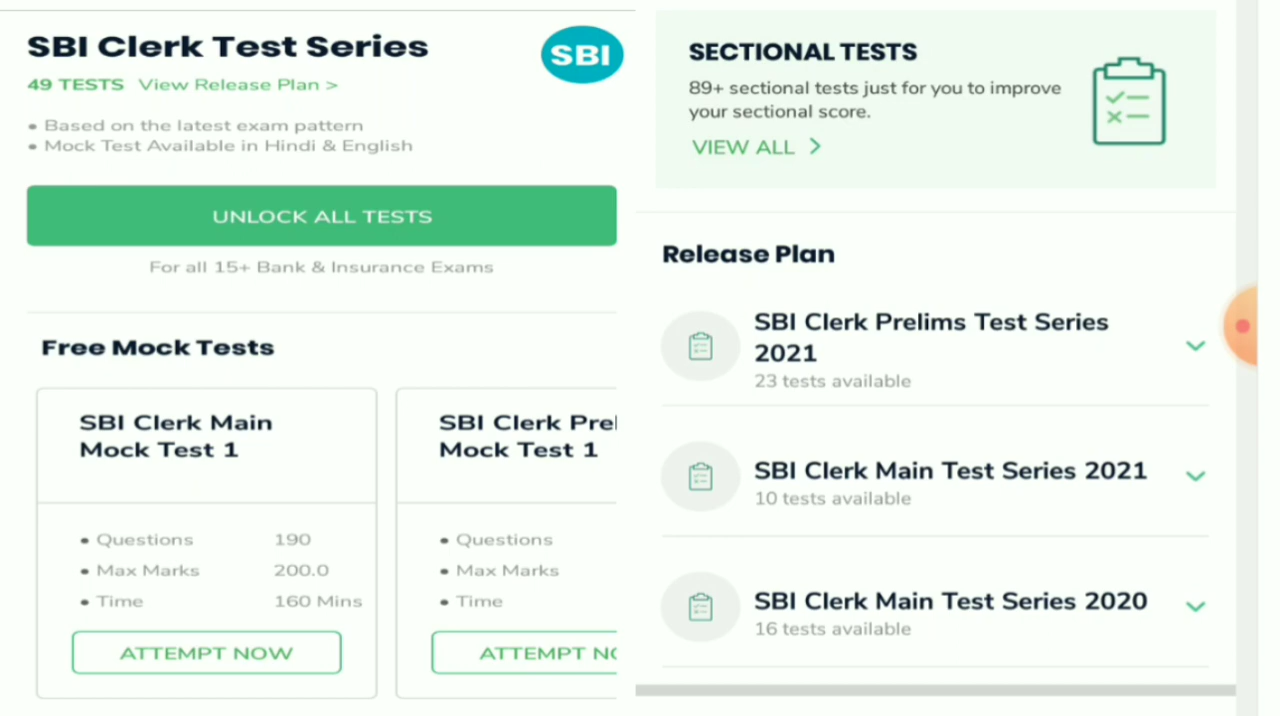 SBI Clerk Test Series
SBI
49 TESTS View Release Plan >
• Based on the latest exam pattern
• Mock Test Available in Hindi & English
UNLOCK ALL TESTS
For all 15+ Bank & Insurance Exams
Free Mock Tests
SBI Clerk Main
Mock Test 1
• Questions 190
• Max Marks 200.0
• Time 160 Mins
ATTEMPT NOW
SBI Clerk Prel
Mock Test 1
• Questions
• Max Marks
• Time
ATTEMPT NO
SECTIONAL TESTS
89+ sectional tests just for you to improve
your sectional score.
VIEW ALL >
Release Plan
SBI Clerk Prelims Test Series
2021
23 tests available
SBI Clerk Main Test Series 2021
10 tests available
SBI Clerk Main Test Series 2020
16 tests available